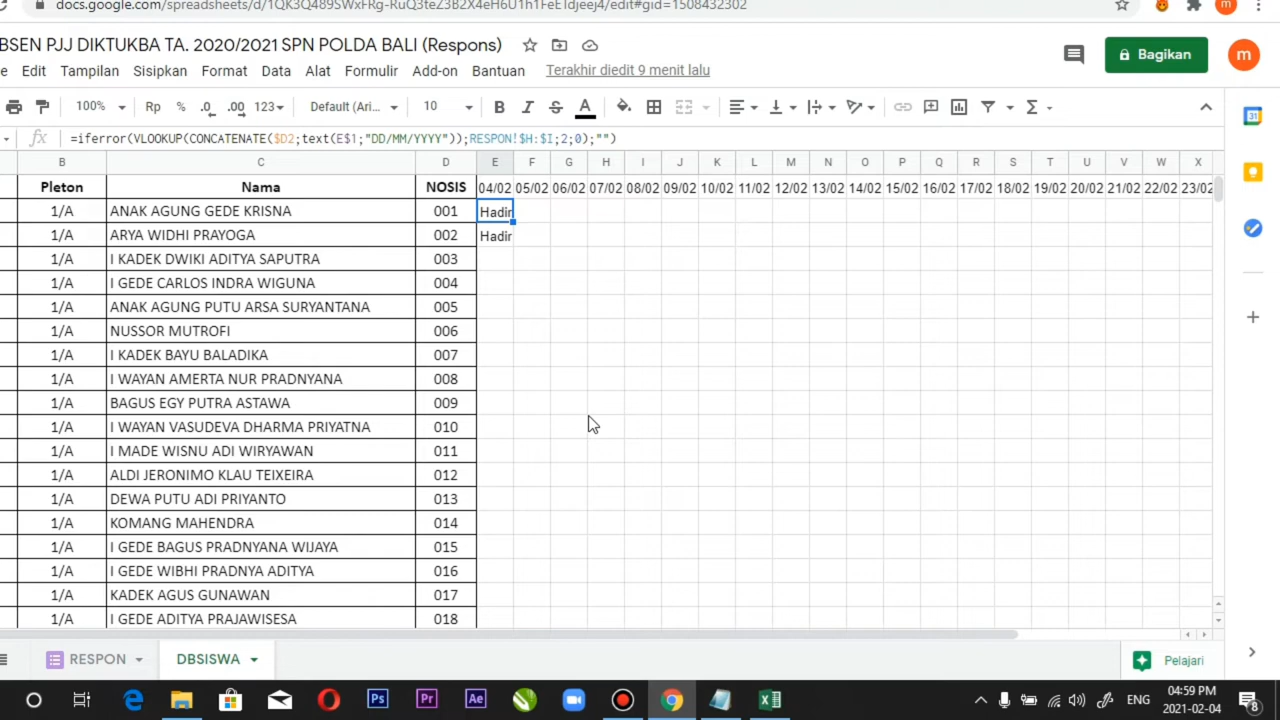 docs.google.com/spreadsheets/d/1QK3Q489SWxFRg-RuQ3teZ3B2X4eH6U1h1FeETdjeej4/edit#gid=1508432302
BSEN PJJ DIKTUKBA TA. 2020/2021 SPN POLDA BALI (Respons)
Bagikan
m
e Edit Tampilan Sisipkan Format Data Alat Formulir Add-on Bantuan Terakhir diedit 9 menit lalu
100% Rp % .0 .00 123 Default (Ari... 10 B I S A Σ
fx =iferror(VLOOKUP(CONCATENATE($D2;text(E$1;"DD/MM/YYYY"));RESPON!$H:$I;2;0);"")
B C D E F G H I J K L M N O P Q R S T U V W X
Pleton Nama NOSIS 04/02 05/02 06/02 07/02 08/02 09/02 10/02 11/02 12/02 13/02 14/02 15/02 16/02 17/02 18/02 19/02 20/02 21/02 22/02 23/02
1/A ANAK AGUNG GEDE KRISNA 001 Hadir
1/A ARYA WIDHI PRAYOGA 002 Hadir
1/A I KADEK DWIKI ADITYA SAPUTRA 003
1/A I GEDE CARLOS INDRA WIGUNA 004
1/A ANAK AGUNG PUTU ARSA SURYANTANA 005
1/A NUSSOR MUTROFI 006
1/A I KADEK BAYU BALADIKA 007
1/A I WAYAN AMERTA NUR PRADNYANA 008
1/A BAGUS EGY PUTRA ASTAWA 009
1/A I WAYAN VASUDEVA DHARMA PRIYATNA 010
1/A I MADE WISNU ADI WIRYAWAN 011
1/A ALDI JERONIMO KLAU TEIXEIRA 012
1/A DEWA PUTU ADI PRIYANTO 013
1/A KOMANG MAHENDRA 014
1/A I GEDE BAGUS PRADNYANA WIJAYA 015
1/A I GEDE WIBHI PRADNYA ADITYA 016
1/A KADEK AGUS GUNAWAN 017
1/A I GEDE ADITYA PRAJAWISESA 018
RESPON DBSISWA Pelajari
Ps Pr Ae ENG 04:59 PM
2021-02-04 8